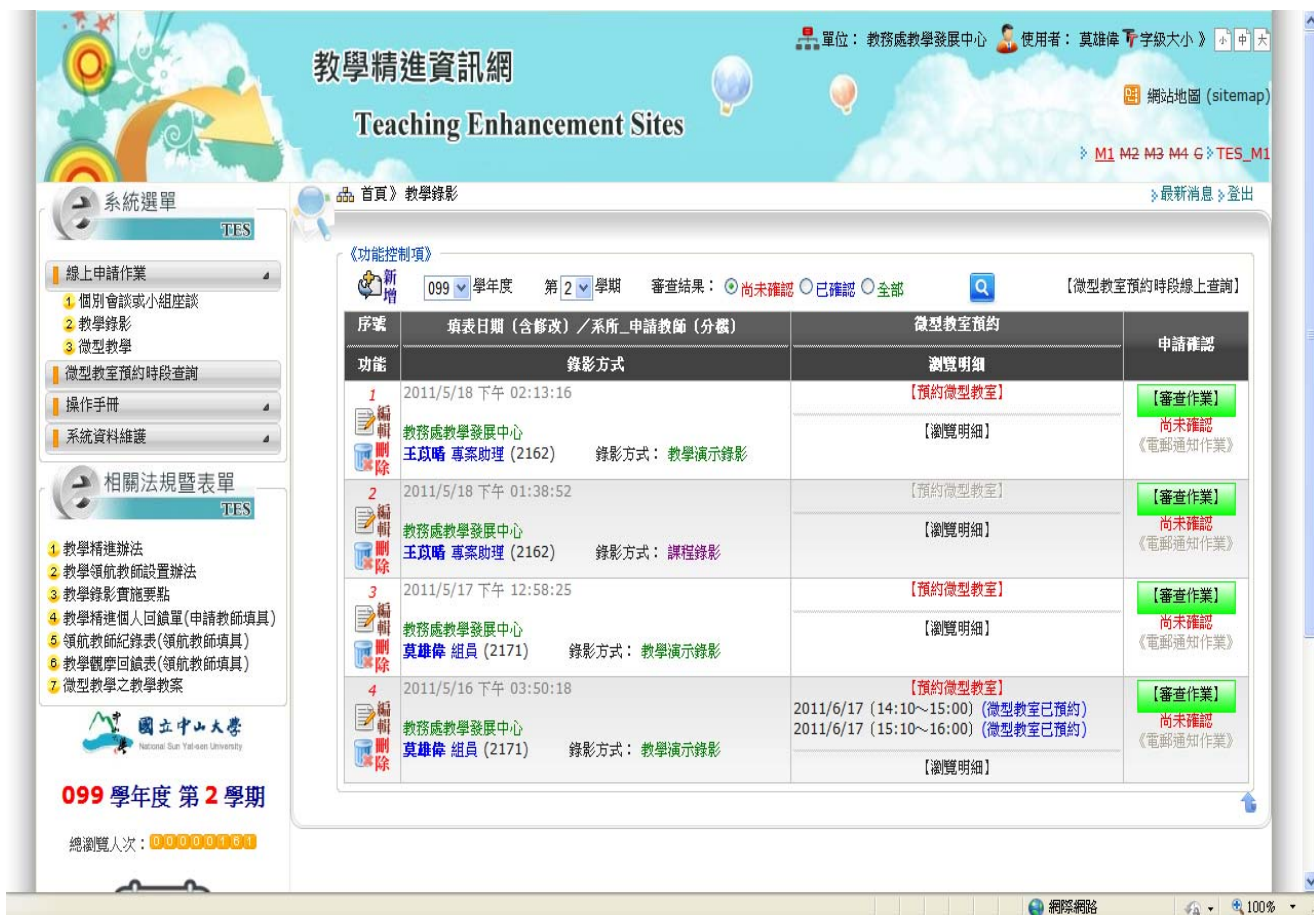 單位： 教務處教學發展中心 使用者： 莫雄偉 字級大小 》 小 中 大
教學精進資訊網
Teaching Enhancement Sites
網站地圖 (sitemap)
M1 M2 M3 M4 G TES_M1
首頁》 教學錄影
最新消息 登出
系統選單
TES
線上申請作業
1 個別會談或小組座談
2 教學錄影
3 微型教學
微型教室預約時段查詢
操作手冊
系統資料維護
相關法規暨表單
TES
1 教學精進辦法
2 教學領航教師設置辦法
3 教學錄影實施要點
4 教學精進個人回饋單(申請教師填具)
5 領航教師紀錄表(領航教師填具)
6 教學觀摩回饋表(領航教師填具)
7 微型教學之教學教案
國立中山大學
National Sun Yat-sen University
099 學年度 第 2 學期
總瀏覽人次：00000161
《功能控制項》
新增 099 學年度 第 2 學期 審查結果： 尚未確認 已確認 全部 【微型教室預約時段線上查詢】
序號 填表日期（含修改）／系所_申請教師（分機） 微型教室預約 申請確認
功能 錄影方式 瀏覽明細
1 2011/5/18 下午 02:13:16 【預約微型教室】 【審查作業】
編輯 教務處教學發展中心 【瀏覽明細】 尚未確認
刪除 王苡晴 專案助理 (2162) 錄影方式： 教學演示錄影 《電郵通知作業》
2 2011/5/18 下午 01:38:52 【預約微型教室】 【審查作業】
編輯 教務處教學發展中心 【瀏覽明細】 尚未確認
刪除 王苡晴 專案助理 (2162) 錄影方式： 課程錄影 《電郵通知作業》
3 2011/5/17 下午 12:58:25 【預約微型教室】 【審查作業】
編輯 教務處教學發展中心 【瀏覽明細】 尚未確認
刪除 莫雄偉 組員 (2171) 錄影方式： 教學演示錄影 《電郵通知作業》
4 2011/5/16 下午 03:50:18 【預約微型教室】 【審查作業】
2011/6/17 (14:10～15:00) (微型教室已預約)
編輯 教務處教學發展中心 2011/6/17 (15:10～16:00) (微型教室已預約) 尚未確認
刪除 莫雄偉 組員 (2171) 錄影方式： 教學演示錄影 【瀏覽明細】 《電郵通知作業》
網際網路 100%